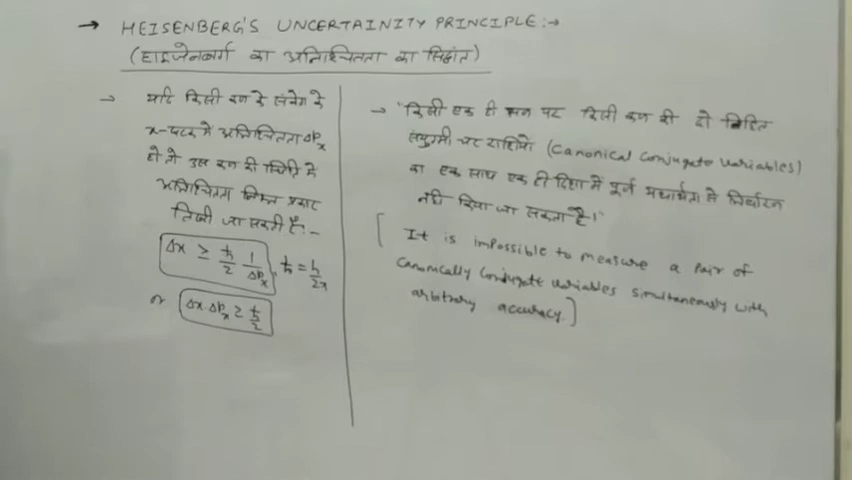 → HEISENBERG'S UNCERTAINITY PRINCIPLE:→
(हाइजेनबर्ग का अनिश्चितता का सिद्धांत)
→ यदि किसी कण के संवेग के
x-घटक में अनिश्चितता ΔPx
हो तो उस कण की स्थिति में
अनिश्चितता निम्न प्रकार
लिखी जा सकती है:-
Δx ≥ ħ/2 1/ΔPx, ħ = h/2x
or Δx.ΔPx ≥ ħ/2
→ "किसी एक ही क्षण पर किसी कण की दो विहित
संयुग्मी चर राशियों (Canonical Conjugate Variables)
का एक साथ एक ही दिशा में पूर्ण यथार्थता से निर्धारण
नहीं किया जा सकता है।"
[It is impossible to measure a pair of
canonically conjugate variables simultaneously with
arbitrary accuracy.]